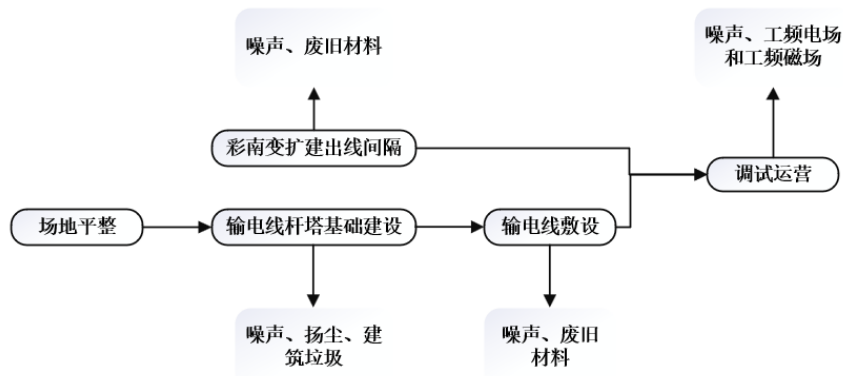 噪声、废旧材料
噪声、工频电场
和工频磁场
彩南变扩建出线间隔
调试运营
场地平整
输电线杆塔基础建设
输电线敷设
噪声、扬尘、建
筑垃圾
噪声、废旧
材料